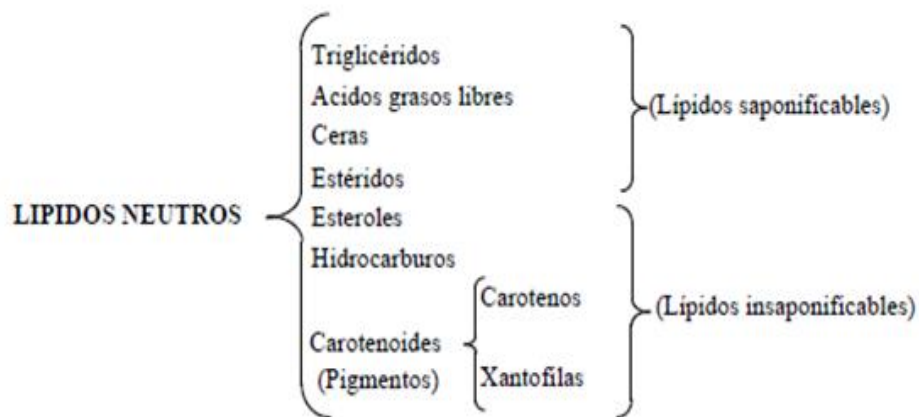 Triglicéridos
Acidos grasos libres
(Lípidos saponificables)
Ceras
Estéridos
LIPIDOS NEUTROS
Esteroles
Hidrocarburos
Carotenos
(Lípidos insaponificables)
Carotenoides
(Pigmentos)
Xantofilas